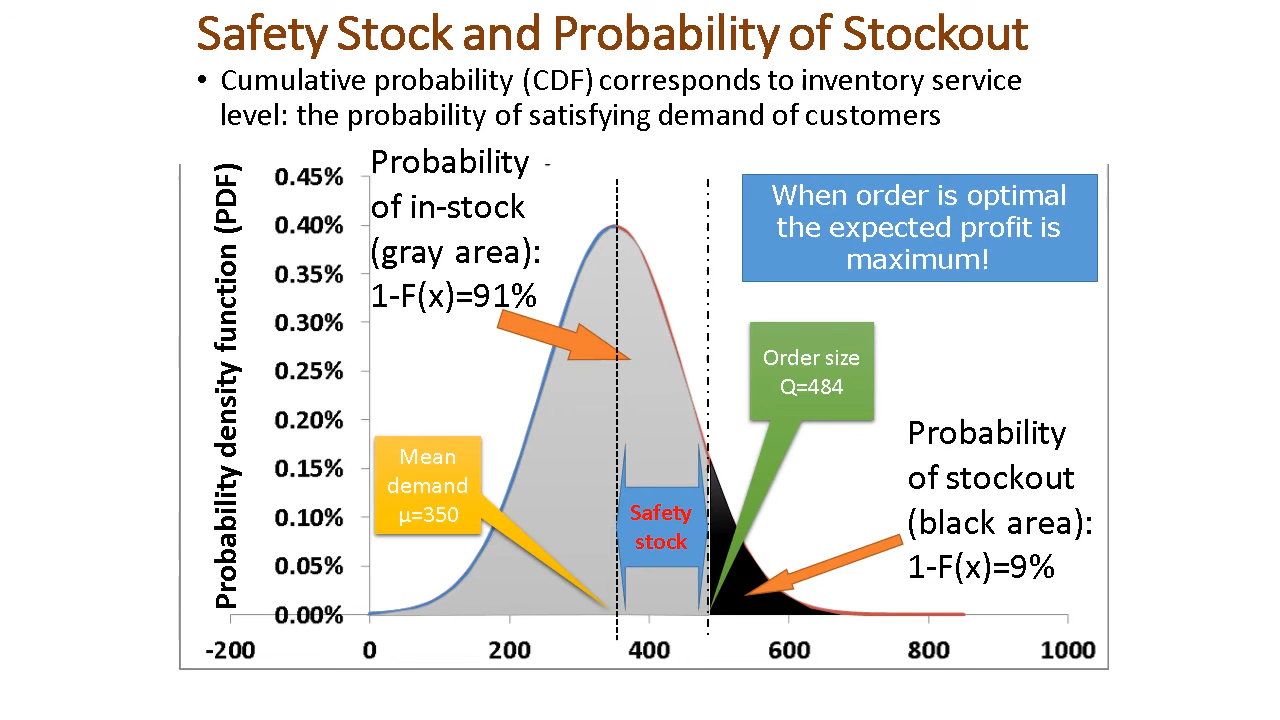 Safety Stock and Probability of Stockout
• Cumulative probability (CDF) corresponds to inventory service
level: the probability of satisfying demand of customers
Probability density function (PDF)
0.45%
0.40%
0.35%
0.30%
0.25%
0.20%
0.15%
0.10%
0.05%
0.00%
-200
0
200
400
600
800
1000
Probability -
of in-stock
(gray area):
1-F(x)=91%
When order is optimal
the expected profit is
maximum!
Order size
Q=484
Mean
demand
µ=350
Safety
stock
Probability
of stockout
(black area):
1-F(x)=9%